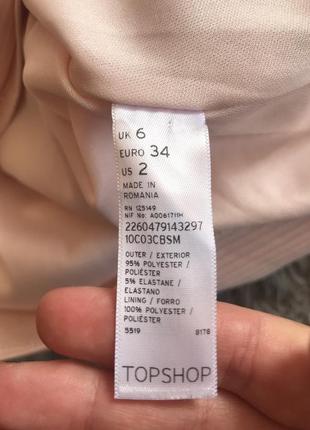 UK 6
EURO 34
US 2
MADE IN
ROMANIA
RN 125149
NIF No: A0061711H
2260479143297
10C03CBSM
OUTER / EXTERIOR
95% POLYESTER /
POLIÉSTER
5% ELASTANE /
ELASTANO
LINING / FORRO
100% POLYESTER /
POLIÉSTER
5519 8178
TOPSHOP